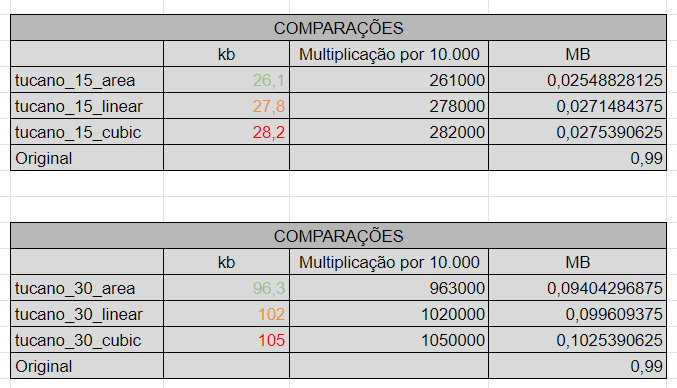 COMPARAÇÕES
kb Multiplicação por 10.000 MB
tucano_15_area 26,1 261000 0,02548828125
tucano_15_linear 27,8 278000 0,0271484375
tucano_15_cubic 28,2 282000 0,0275390625
Original 0,99
COMPARAÇÕES
kb Multiplicação por 10.000 MB
tucano_30_area 96,3 963000 0,09404296875
tucano_30_linear 102 1020000 0,099609375
tucano_30_cubic 105 1050000 0,1025390625
Original 0,99